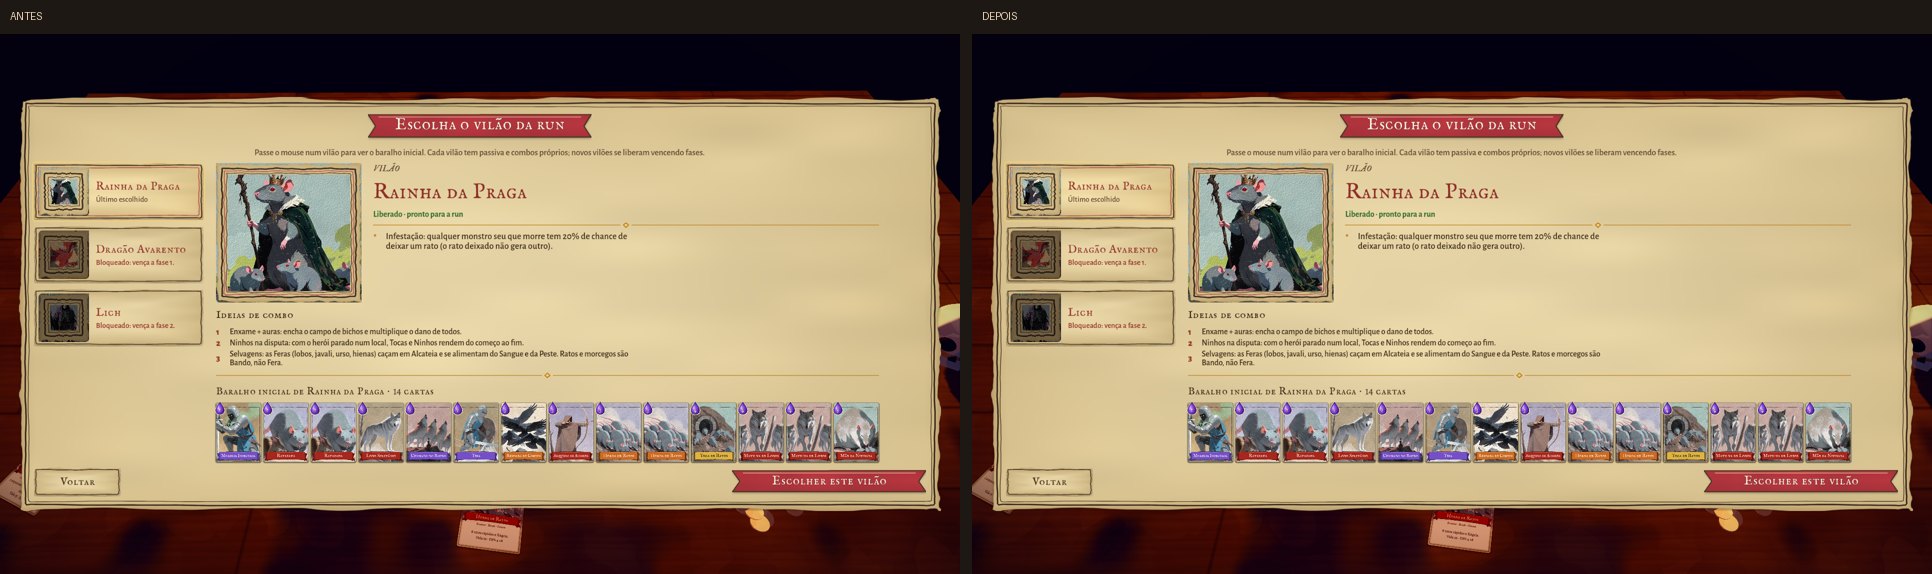 ANTES
ESCOLHA O VILÃO DA RUN
Passe o mouse num vilão para ver o baralho inicial. Cada vilão tem passiva e combos próprios; novos vilões se liberam vencendo fases.
RAINHA DA PRAGA
Último escolhido
DRAGÃO AVARENTO
Bloqueado: vença a fase 1.
LICH
Bloqueado: vença a fase 2.
VILÃO
RAINHA DA PRAGA
Liberado · pronto para a run
Infestação: qualquer monstro seu que morre tem 20% de chance de
deixar um rato (o rato deixado não gera outro).
IDEIAS DE COMBO
1 Enxame + auras: encha o campo de bichos e multiplique o dano de todos.
2 Ninhos na disputa: com o herói parado num local, Tocas e Ninhos rendem do começo ao fim.
3 Selvagens: as Feras (lobos, javali, urso, hienas) caçam em Alcateia e se alimentam do Sangue e da Peste. Ratos e morcegos são
Bando, não Fera.
BARALHO INICIAL DE RAINHA DA PRAGA · 14 CARTAS
VOLTAR
ESCOLHER ESTE VILÃO
DEPOIS
ESCOLHA O VILÃO DA RUN
Passe o mouse num vilão para ver o baralho inicial. Cada vilão tem passiva e combos próprios; novos vilões se liberam vencendo fases.
RAINHA DA PRAGA
Último escolhido
DRAGÃO AVARENTO
Bloqueado: vença a fase 1.
LICH
Bloqueado: vença a fase 2.
VILÃO
RAINHA DA PRAGA
Liberado · pronto para a run
Infestação: qualquer monstro seu que morre tem 20% de chance de
deixar um rato (o rato deixado não gera outro).
IDEIAS DE COMBO
1 Enxame + auras: encha o campo de bichos e multiplique o dano de todos.
2 Ninhos na disputa: com o herói parado num local, Tocas e Ninhos rendem do começo ao fim.
3 Selvagens: as Feras (lobos, javali, urso, hienas) caçam em Alcateia e se alimentam do Sangue e da Peste. Ratos e morcegos são
Bando, não Fera.
BARALHO INICIAL DE RAINHA DA PRAGA · 14 CARTAS
VOLTAR
ESCOLHER ESTE VILÃO